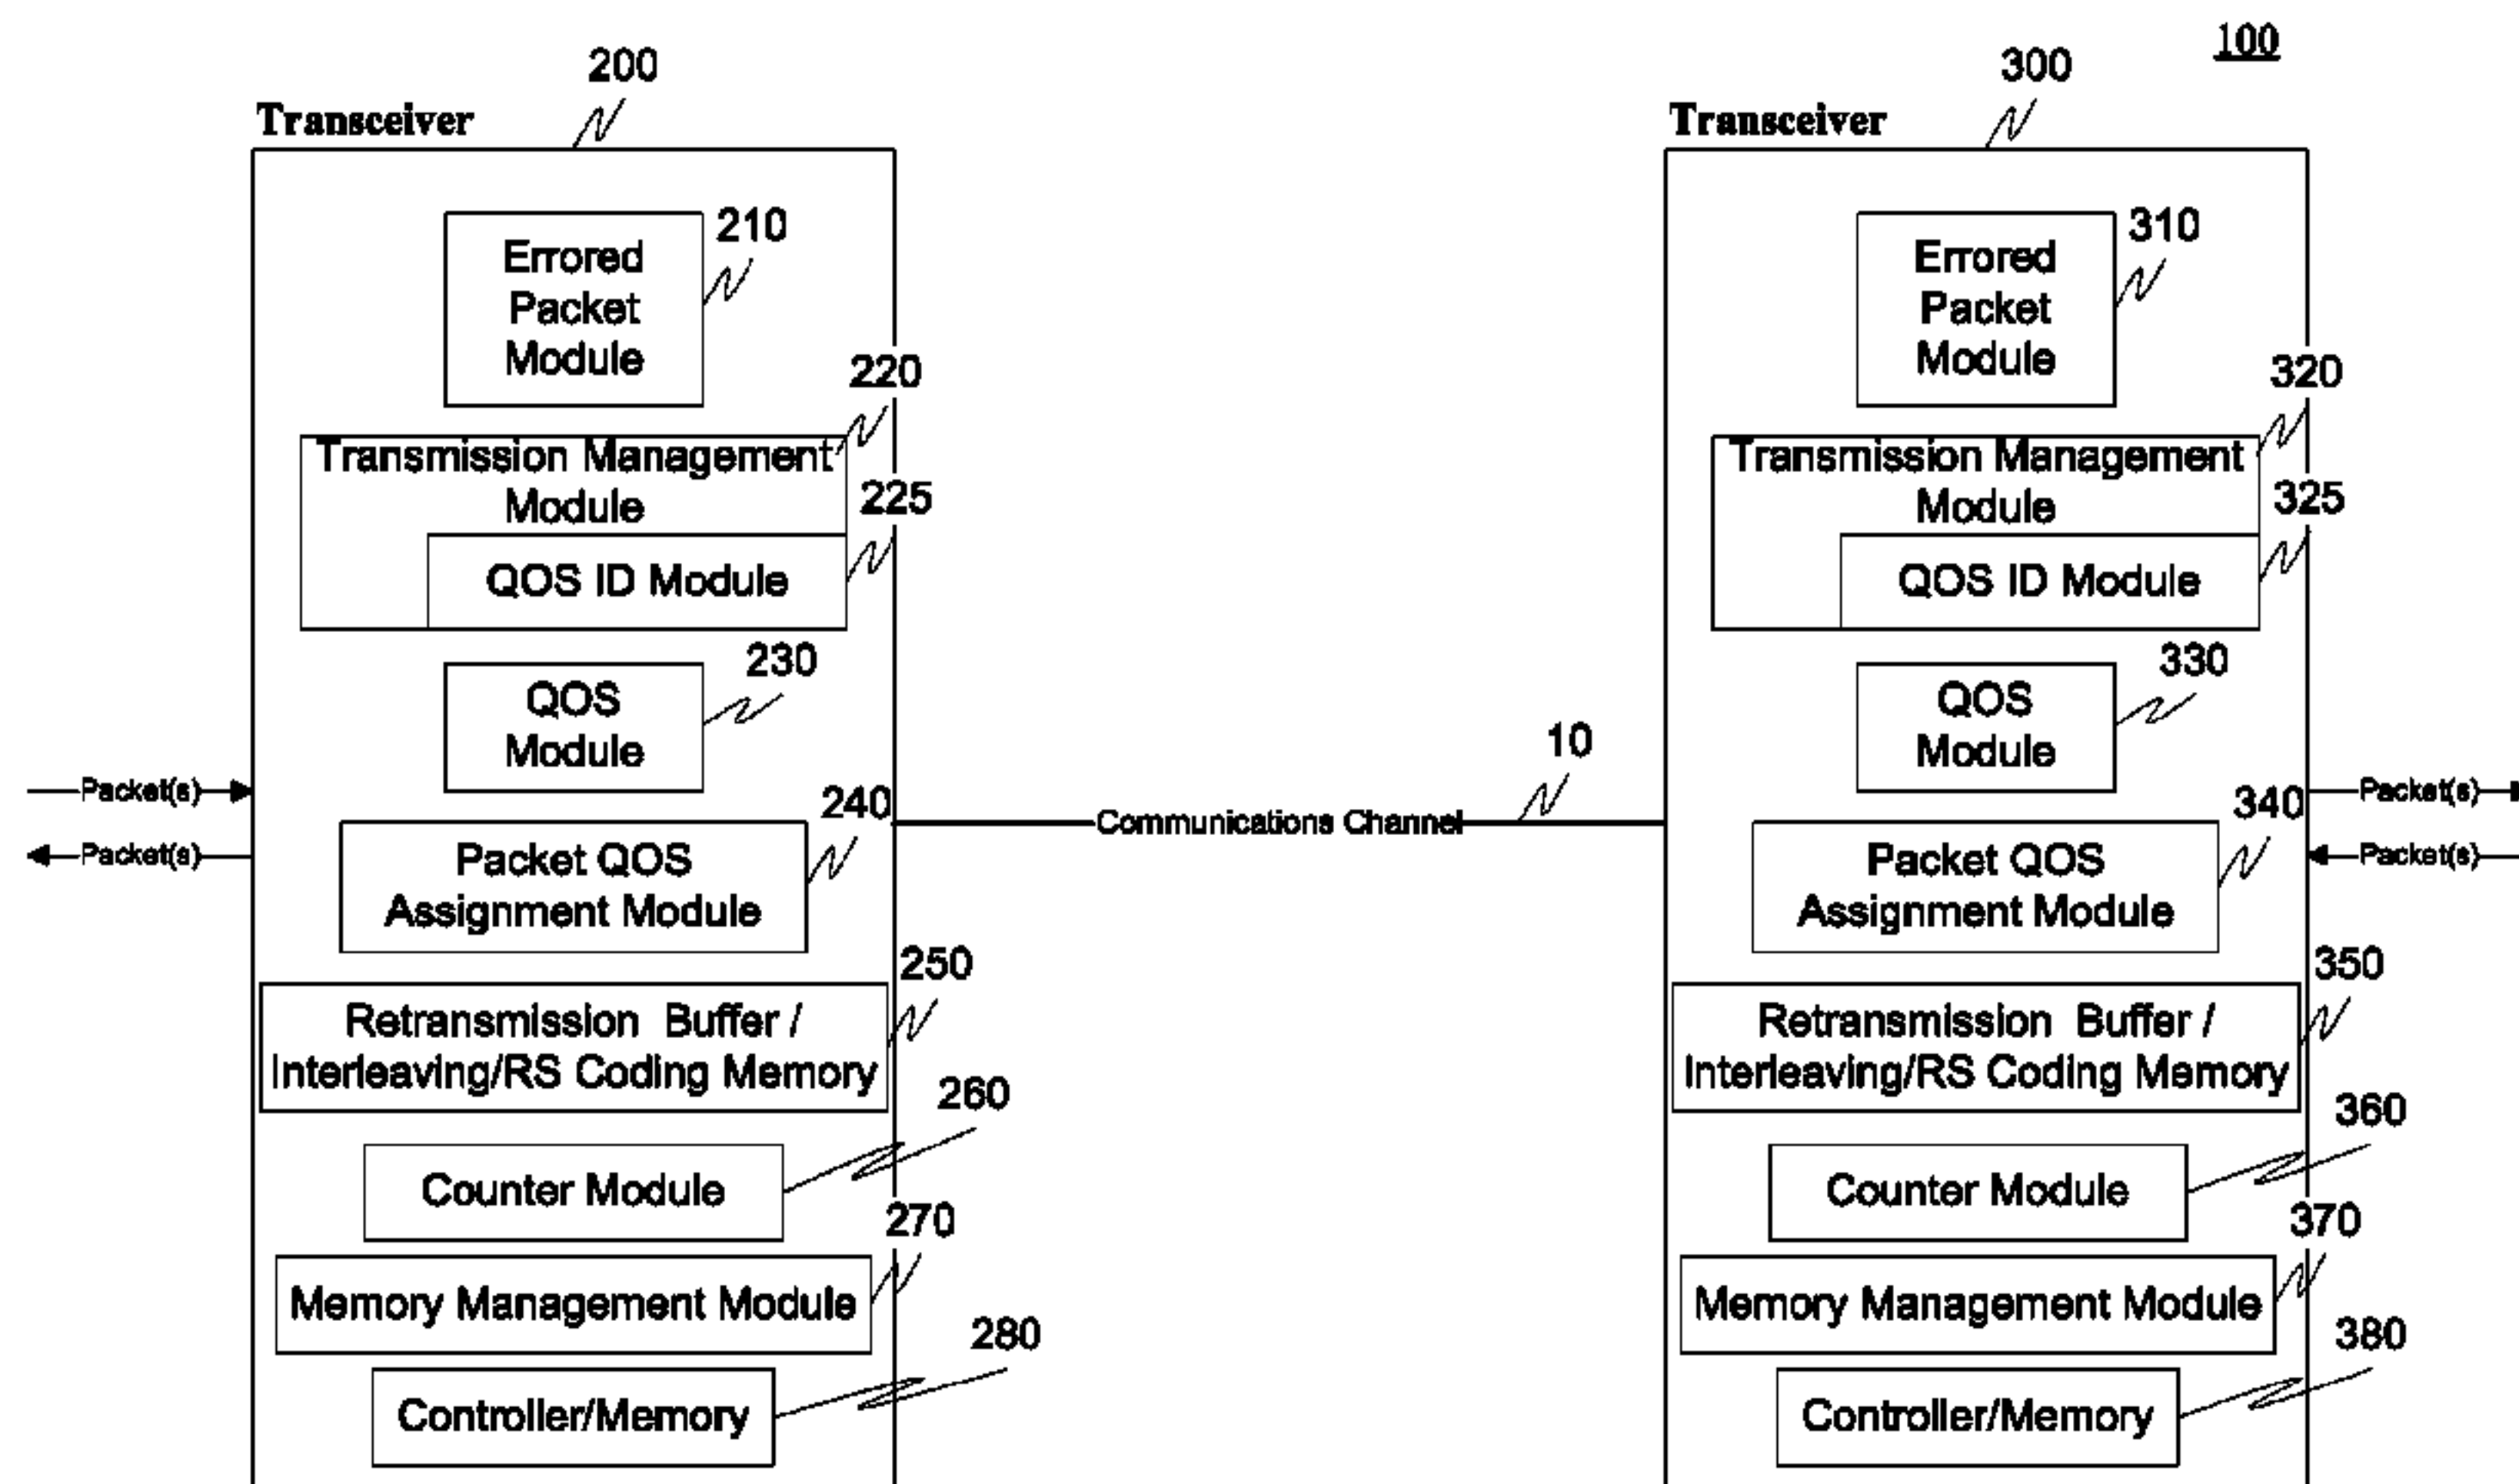 100
200
Transceiver
210
Errored
Packet
Module
220
Transmission Management
Module
225
QOS ID Module
230
QOS
Module
Packet(s)
Packet(s)
240
Packet QOS
Assignment Module
250
Retransmission Buffer /
Interleaving/RS Coding Memory
260
Counter Module
270
Memory Management Module
280
Controller/Memory
10
Communications Channel
300
Transceiver
310
Errored
Packet
Module
320
Transmission Management
Module
325
QOS ID Module
330
QOS
Module
Packet(s)
Packet(s)
340
Packet QOS
Assignment Module
350
Retransmission Buffer /
Interleaving/RS Coding Memory
360
Counter Module
370
Memory Management Module
380
Controller/Memory